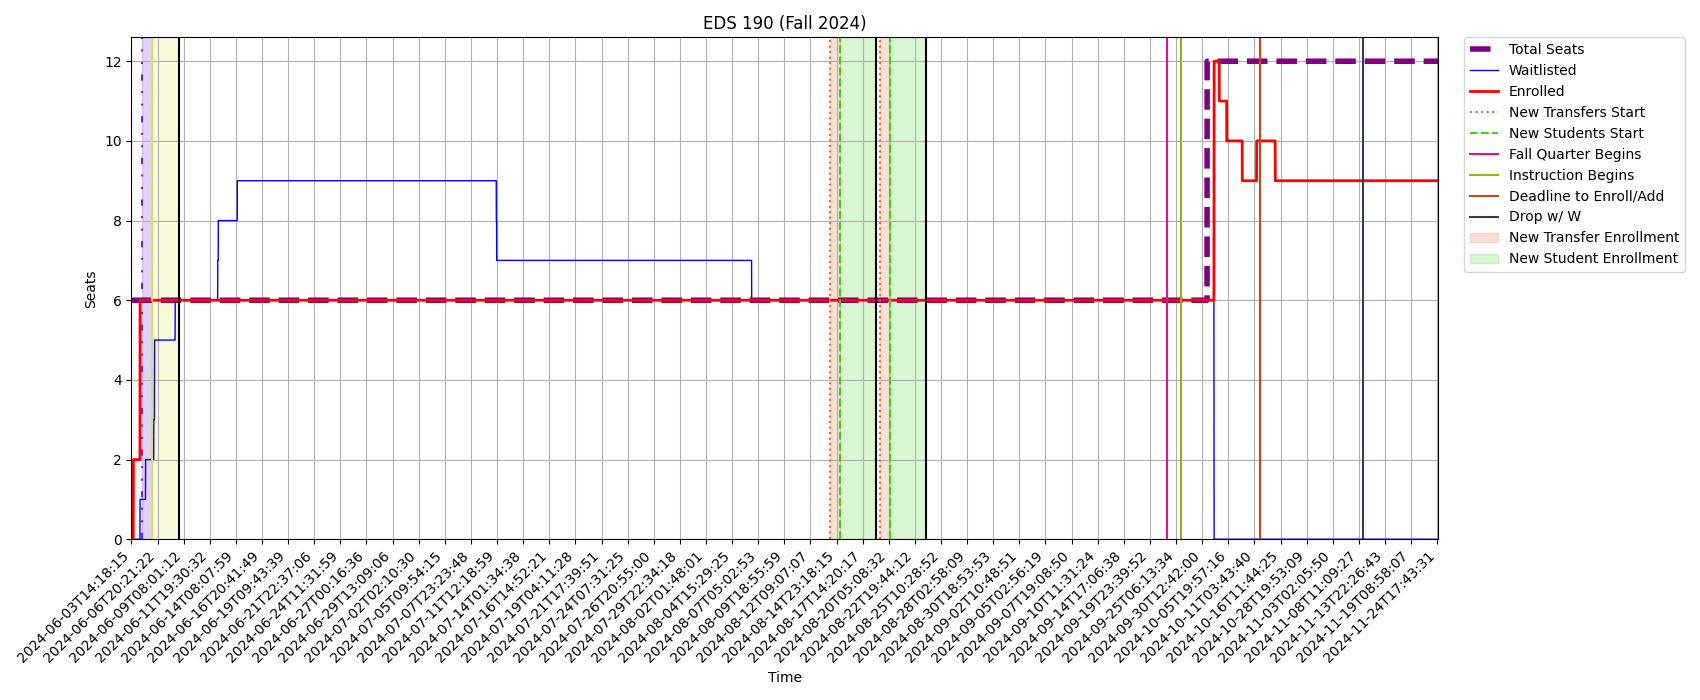 EDS 190 (Fall 2024)
Seats
12
10
8
6
4
2
0
2024-06-03T14:18:15
2024-06-06T20:21:22
2024-06-09T08:01:12
2024-06-11T19:30:32
2024-06-14T08:07:59
2024-06-16T20:41:49
2024-06-19T09:43:39
2024-06-21T22:37:06
2024-06-24T11:31:59
2024-06-27T00:16:36
2024-06-29T13:09:06
2024-07-02T02:10:30
2024-07-05T09:54:15
2024-07-07T23:23:48
2024-07-11T12:18:59
2024-07-14T01:34:38
2024-07-16T14:52:21
2024-07-19T04:11:28
2024-07-21T17:39:51
2024-07-24T07:31:25
2024-07-26T20:55:00
2024-07-29T22:34:18
2024-08-02T01:48:01
2024-08-04T15:29:25
2024-08-07T05:02:53
2024-08-09T18:55:59
2024-08-12T09:07:07
2024-08-14T23:18:15
2024-08-17T14:20:17
2024-08-20T05:08:32
2024-08-22T19:44:12
2024-08-25T10:28:52
2024-08-28T02:58:09
2024-08-30T18:53:53
2024-09-02T10:48:51
2024-09-05T02:56:19
2024-09-07T19:08:50
2024-09-10T11:31:24
2024-09-14T17:06:38
2024-09-19T23:39:52
2024-09-25T06:13:34
2024-09-30T12:42:00
2024-10-05T19:57:16
2024-10-11T03:43:40
2024-10-16T11:44:25
2024-10-28T19:53:09
2024-11-03T02:05:50
2024-11-08T11:09:27
2024-11-13T22:26:43
2024-11-19T08:58:07
2024-11-24T17:43:31
Time
Total Seats
Waitlisted
Enrolled
New Transfers Start
New Students Start
Fall Quarter Begins
Instruction Begins
Deadline to Enroll/Add
Drop w/ W
New Transfer Enrollment
New Student Enrollment